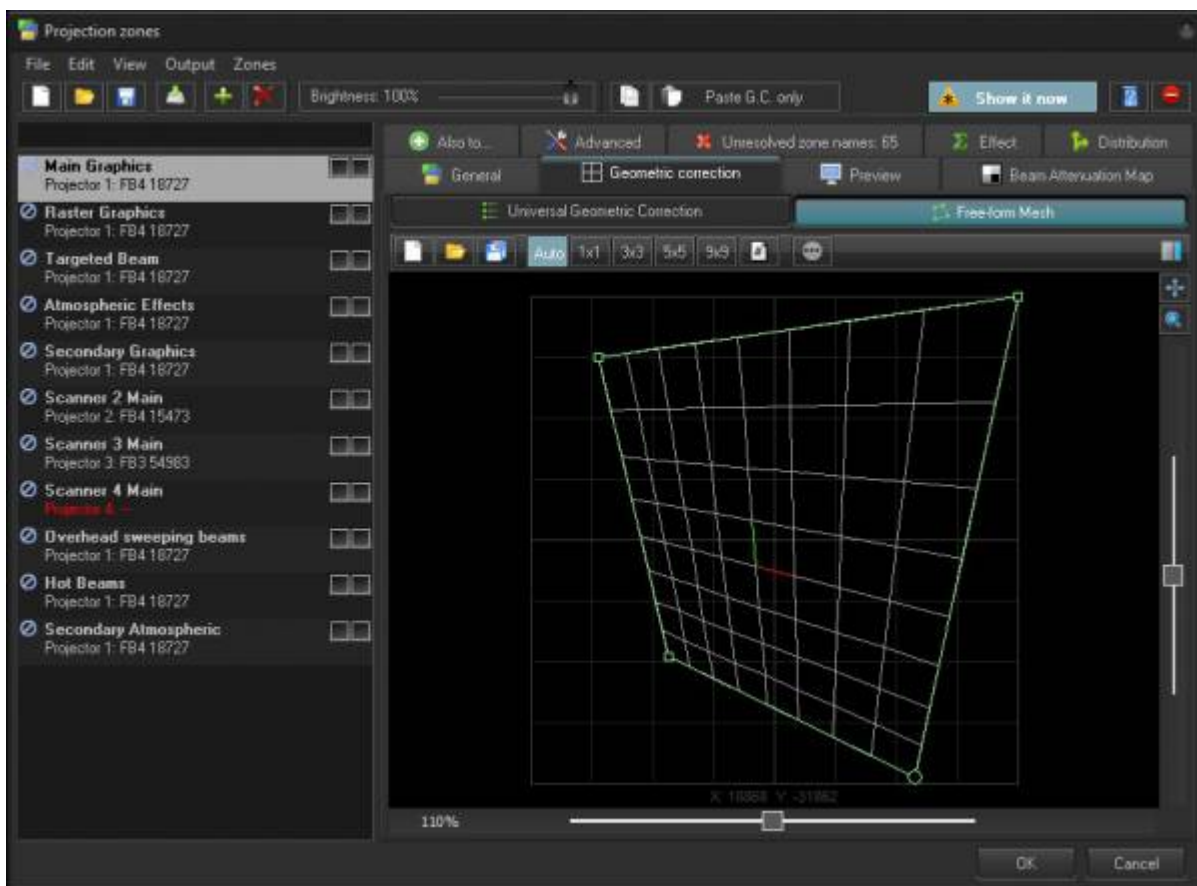 Projection zones
File Edit View Output Zones
Brightness: 100%
Paste G.C. only
Show it now
Also to...
Advanced
Unresolved zone names: 65
Effect
Distribution
General
Geometric correction
Preview
Beam Attenuation Map
Universal Geometric Correction
Free-form Mesh
Auto 1x1 3x3 5x5 9x9
Main Graphics
Projector 1: FB4 18727
Raster Graphics
Projector 1: FB4 18727
Targeted Beam
Projector 1: FB4 18727
Atmospheric Effects
Projector 1: FB4 18727
Secondary Graphics
Projector 1: FB4 18727
Scanner 2 Main
Projector 2: FB4 15473
Scanner 3 Main
Projector 3: FB3 54983
Scanner 4 Main
Projector 4: --
Overhead sweeping beams
Projector 1: FB4 18727
Hot Beams
Projector 1: FB4 18727
Secondary Atmospheric
Projector 1: FB4 18727
X: 18868 Y: -31862
110%
OK
Cancel